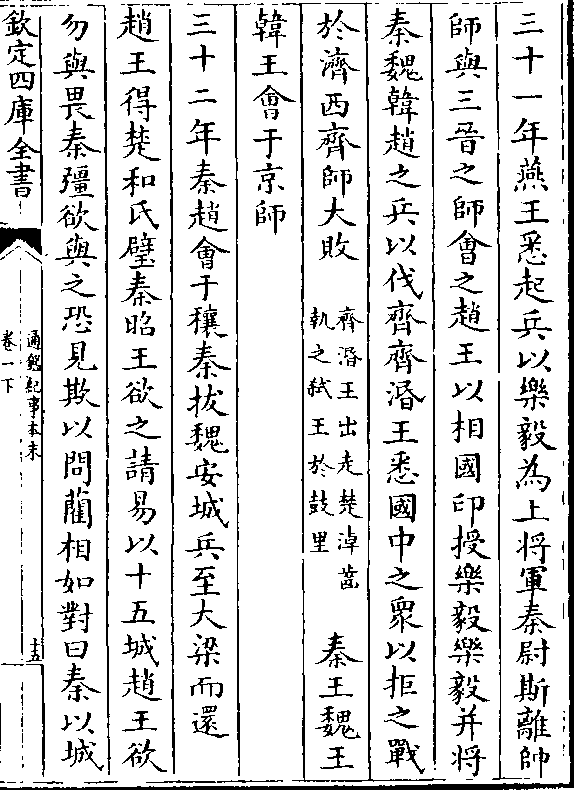 三十一年燕王悉起兵以樂毅為上將軍秦尉斯離帥
師與三晉之師會之趙王以相國印授樂毅樂毅并將
秦魏韓趙之兵以伐齊齊湣王悉國中之衆以拒之戰
於濟西齊師大敗
齊湣王出走楚淖齒
執之弑王於鼓里
秦王魏王
韓王會于京師
三十二年秦趙會于穰秦拔魏安城兵至大梁而還
趙王得楚和氏璧秦昭王欲之請易以十五城趙王欲
勿與畏秦彊欲與之恐見欺以問藺相如對曰秦以城
欽定四庫全書
通鑑紀事本末
卷一下
十五